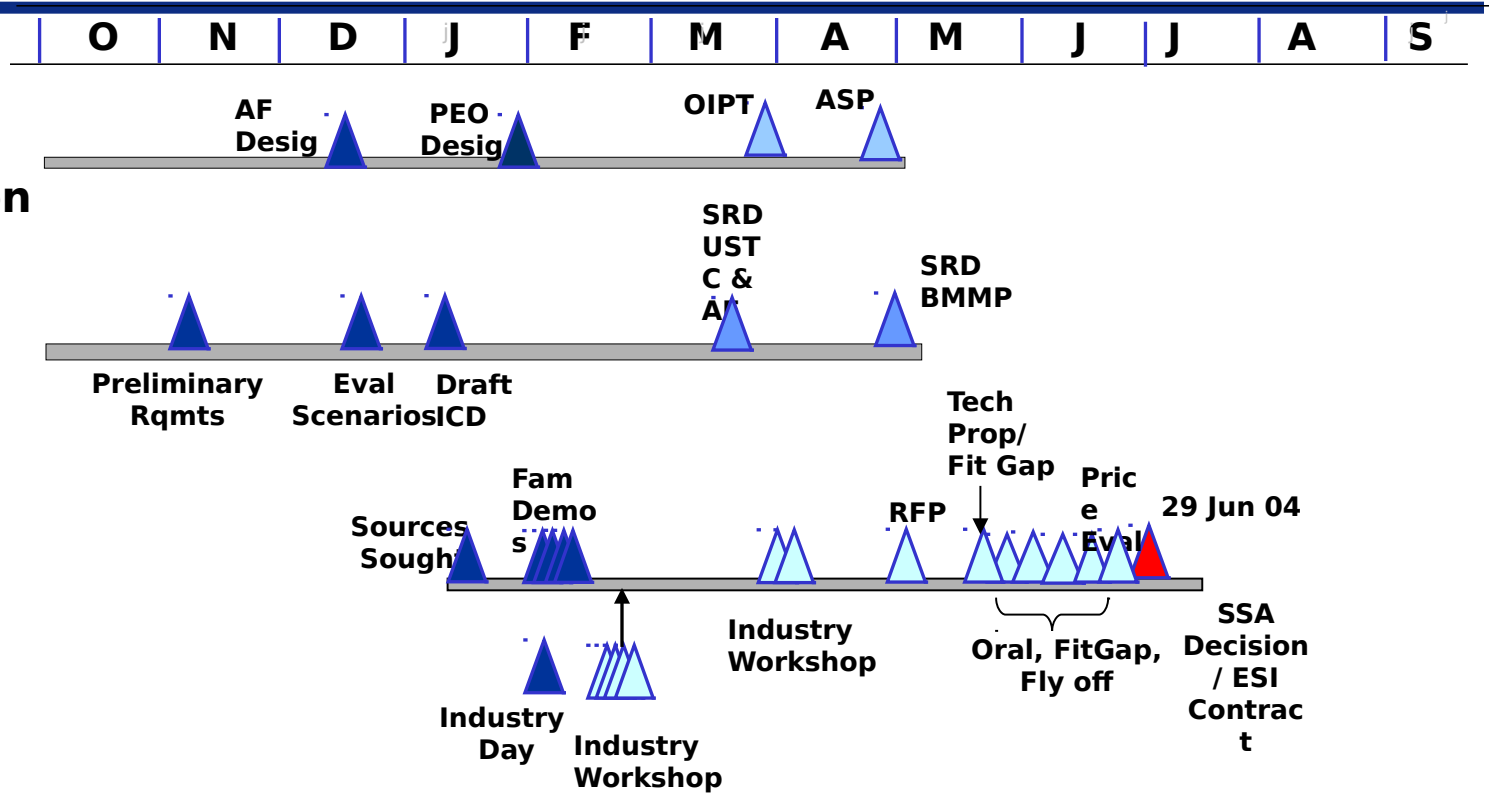 O N D J F M A M J J A S
AF
Desig
PEO
Desig
OIPT
ASP
n
SRD
UST
C &
AF
SRD
BMMP
Preliminary
Rqmts
Eval
Scenarios
Draft
ICD
Tech
Prop/
Fit Gap
Fam
Demo
s
Sources
Sought
RFP
Pric
e
Eval
29 Jun 04
Industry
Workshop
Oral, FitGap,
Fly off
SSA
Decision
/ ESI
Contrac
t
Industry
Day
Industry
Workshop